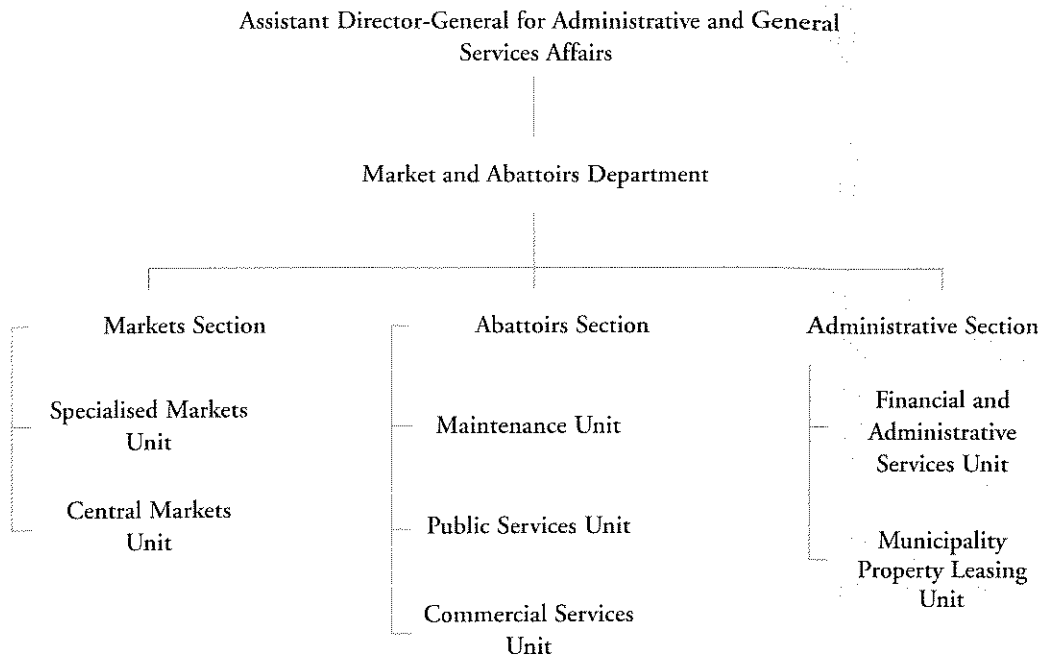 Assistant Director-General for Administrative and General
Services Affairs
Market and Abattoirs Department
Markets Section
Specialised Markets
Unit
Central Markets
Unit
Abattoirs Section
Maintenance Unit
Public Services Unit
Commercial Services
Unit
Administrative Section
Financial and
Administrative
Services Unit
Municipality
Property Leasing
Unit